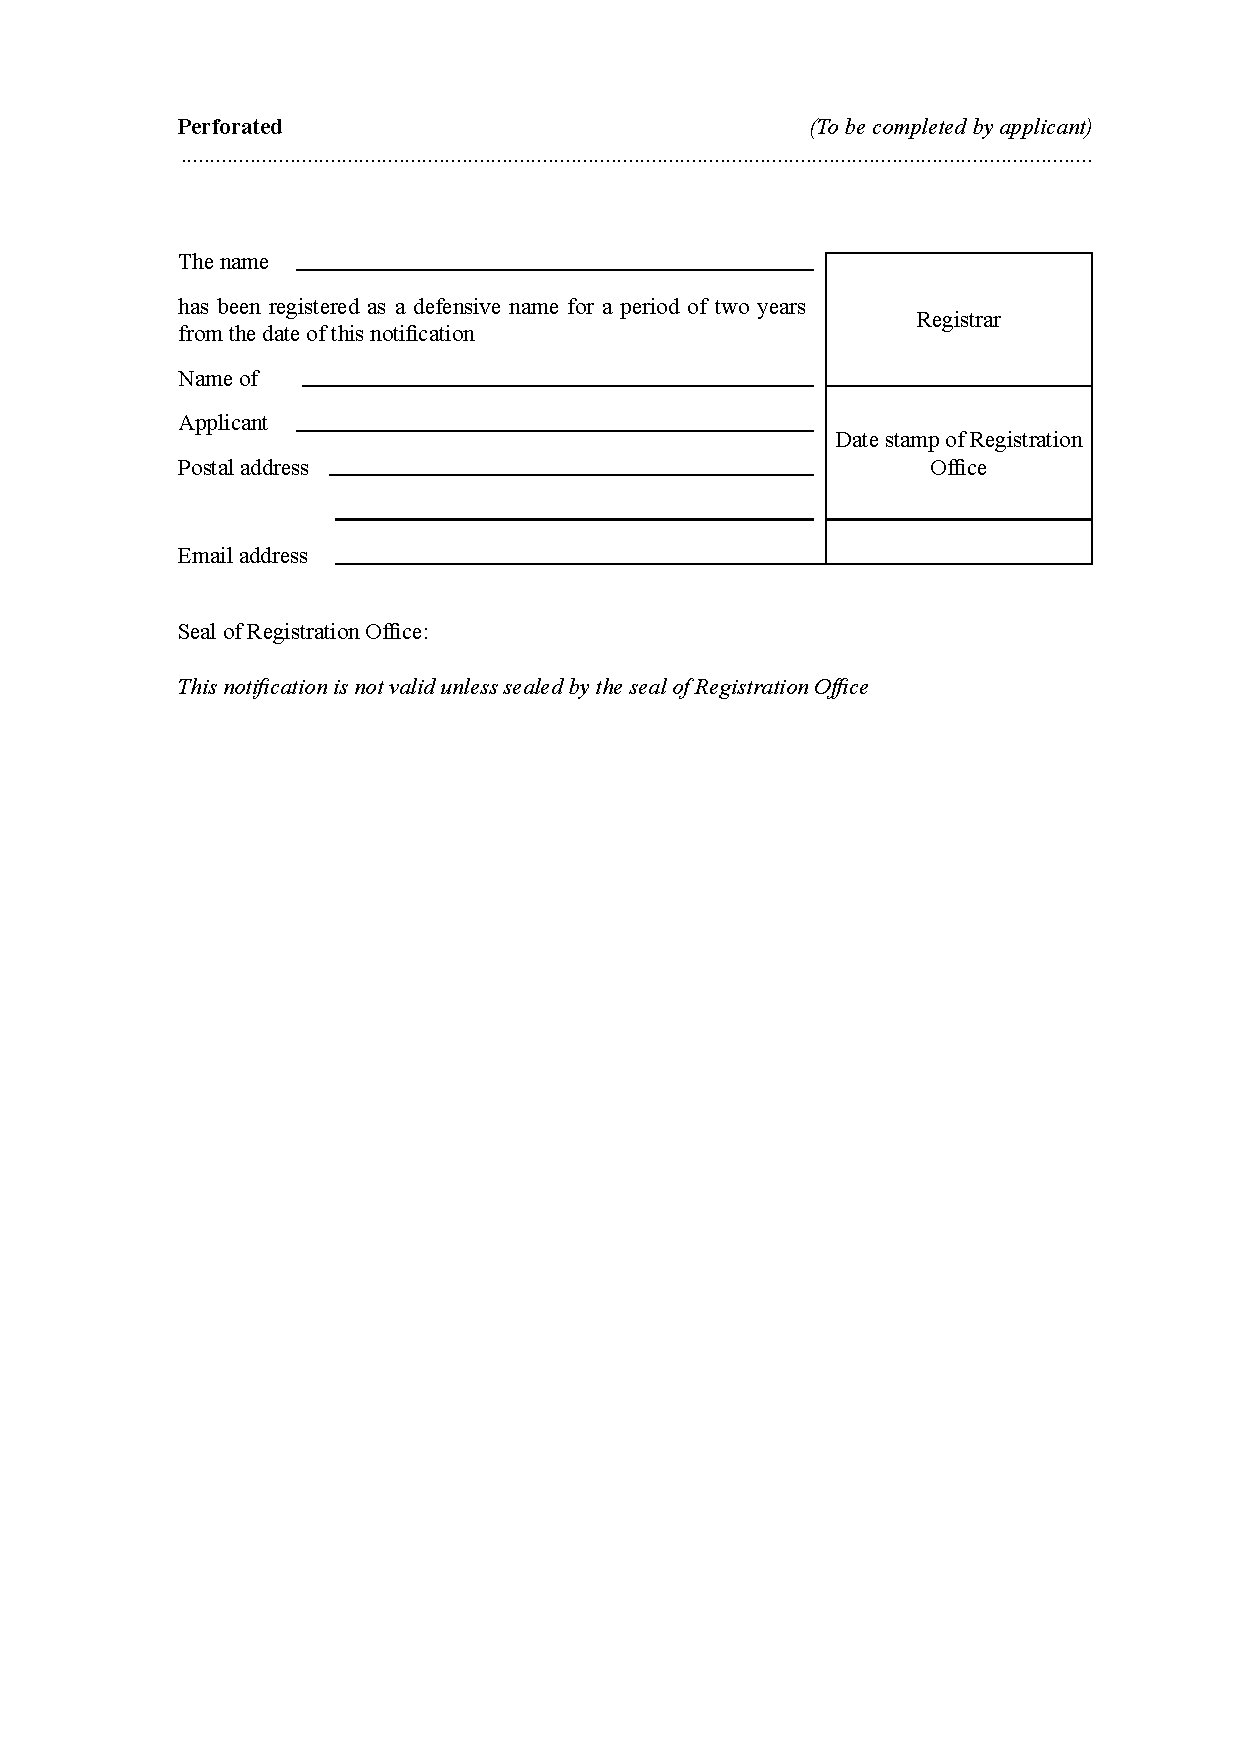 Perforated (To be completed by applicant)
................................................................................................................................................................
The name
has been registered as a defensive name for a period of two years
from the date of this notification
Registrar
Name of
Applicant
Postal address
Date stamp of Registration
Office
Email address
Seal of Registration Office:
This notification is not valid unless sealed by the seal of Registration Office